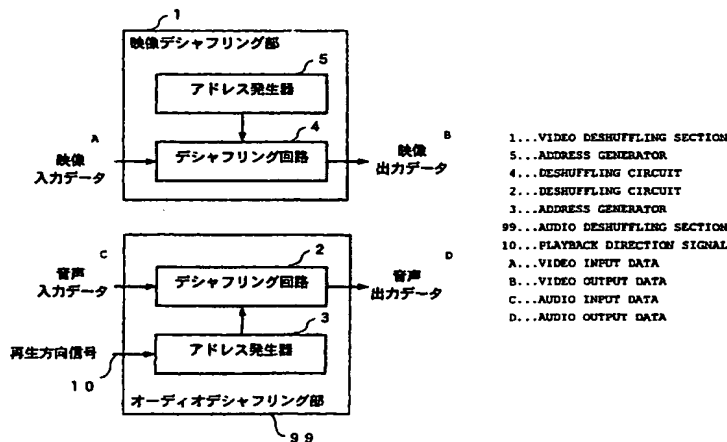 1
映像デシャフリング部
5
アドレス発生器
4
A
映像
入力データ
デシャフリング回路
B
映像
出力データ
C
音声
入力データ
2
デシャフリング回路
D
音声
出力データ
3
再生方向信号
アドレス発生器
10
オーディオデシャフリング部
99
1...VIDEO DESHUFFLING SECTION
5...ADDRESS GENERATOR
4...DESHUFFLING CIRCUIT
2...DESHUFFLING CIRCUIT
3...ADDRESS GENERATOR
99...AUDIO DESHUFFLING SECTION
10...PLAYBACK DIRECTION SIGNAL
A...VIDEO INPUT DATA
B...VIDEO OUTPUT DATA
C...AUDIO INPUT DATA
D...AUDIO OUTPUT DATA